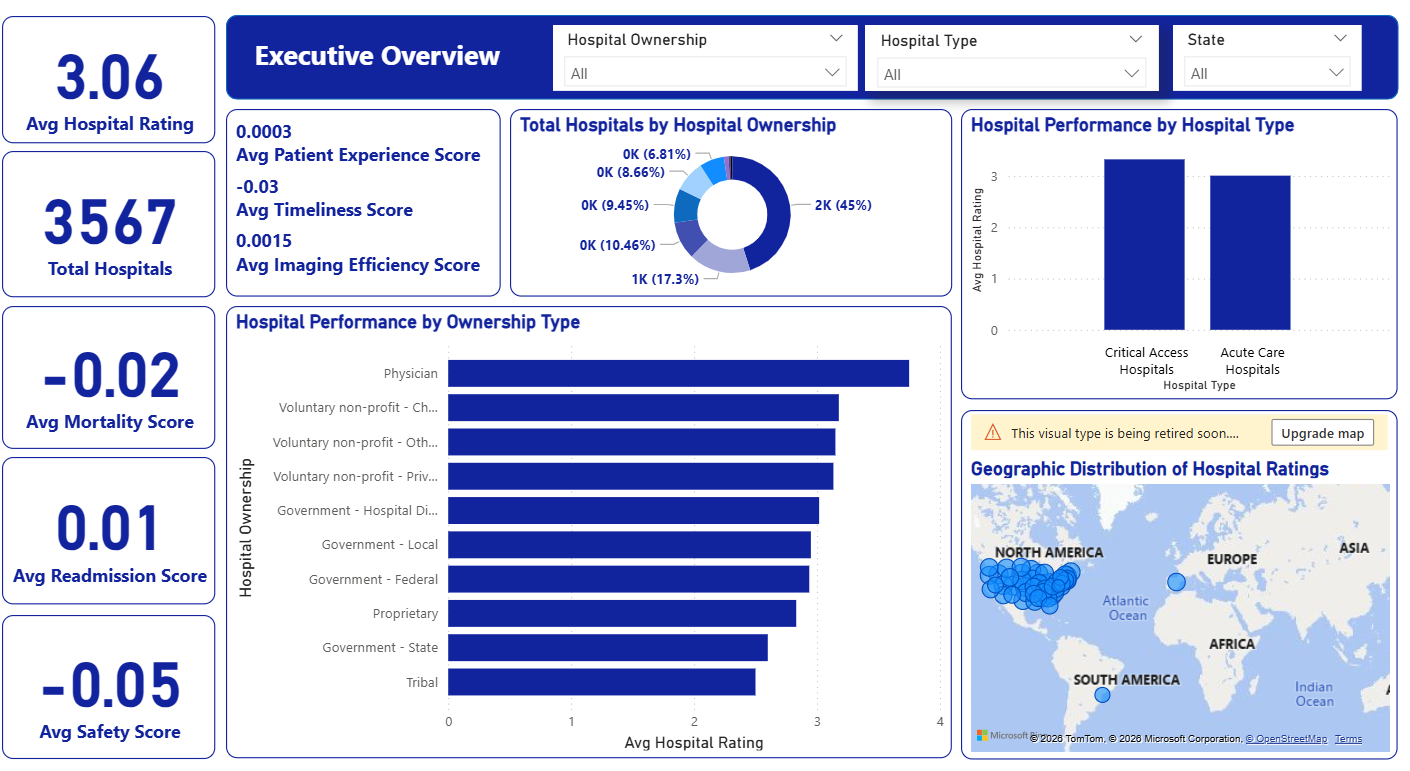 3.06
Avg Hospital Rating
3567
Total Hospitals
-0.02
Avg Mortality Score
0.01
Avg Readmission Score
-0.05
Avg Safety Score
Executive Overview
Hospital Ownership
All
Hospital Type
All
State
All
0.0003
Avg Patient Experience Score
-0.03
Avg Timeliness Score
0.0015
Avg Imaging Efficiency Score
Total Hospitals by Hospital Ownership
0K (6.81%)
0K (8.66%)
0K (9.45%)
0K (10.46%)
1K (17.3%)
2K (45%)
Hospital Performance by Hospital Type
Avg Hospital Rating
3
2
1
0
Critical Access
Hospitals
Acute Care
Hospitals
Hospital Type
Hospital Performance by Ownership Type
Hospital Ownership
Physician
Voluntary non-profit - Ch...
Voluntary non-profit - Oth...
Voluntary non-profit - Priv...
Government - Hospital Di...
Government - Local
Government - Federal
Proprietary
Government - State
Tribal
0
1
2
3
4
Avg Hospital Rating
This visual type is being retired soon....
Upgrade map
Geographic Distribution of Hospital Ratings
NORTH AMERICA
EUROPE
ASIA
Atlantic
Ocean
AFRICA
SOUTH AMERICA
Indian
Ocean
Microsoft
© 2026 TomTom, © 2026 Microsoft Corporation, © OpenStreetMap Terms